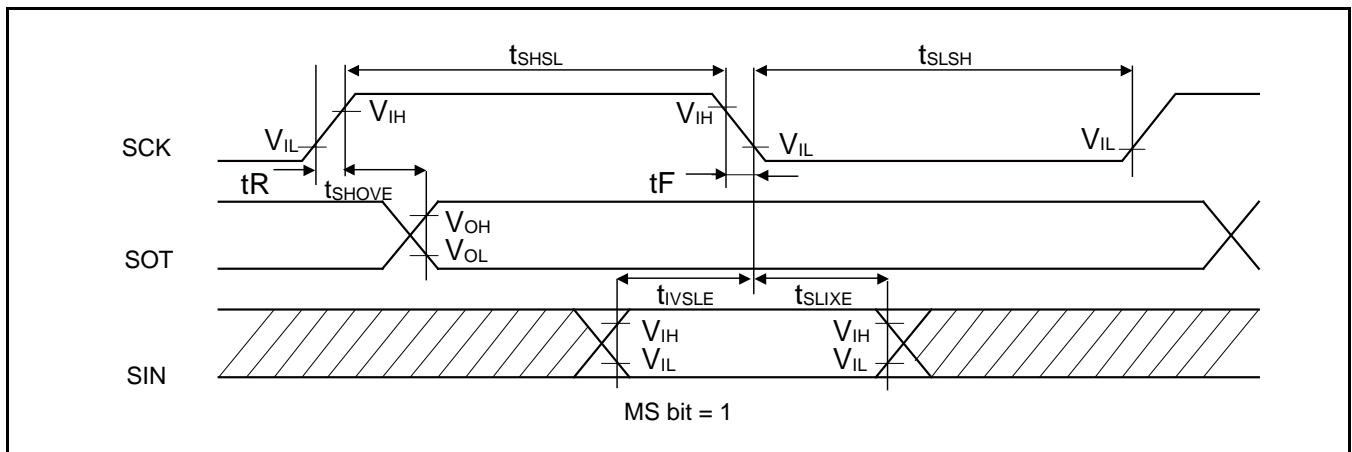 tSHSL
tSLSH
VIH
VIH
SCK
VIL
VIL
VIL
tR
tSHOVE
tF
VOH
SOT
VOL
tIVSLE
tSLIXE
VIH
VIH
VIL
VIL
SIN
MS bit = 1